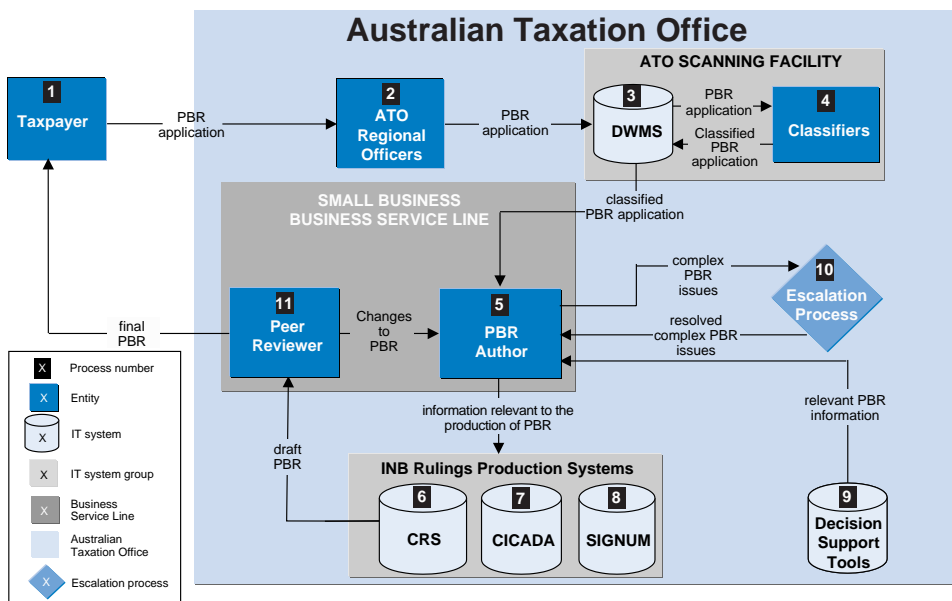 Australian Taxation Office
ATO SCANNING FACILITY
1
Taxpayer
PBR
application
2
ATO
Regional
Officers
PBR
application
3
DWMS
PBR
application
Classified
PBR
application
4
Classifiers
classified
PBR application
SMALL BUSINESS
BUSINESS SERVICE LINE
11
Peer
Reviewer
Changes
to
PBR
5
PBR
Author
complex
PBR
issues
10
Escalation
Process
resolved
complex PBR
issues
final
PBR
relevant PBR
information
information relevant to the
production of PBR
draft
PBR
INB Rulings Production Systems
6
CRS
7
CICADA
8
SIGNUM
9
Decision
Support
Tools
X Process number
X Entity
X IT system
X IT system group
X Business
Service Line
Australian
Taxation Office
X Escalation process